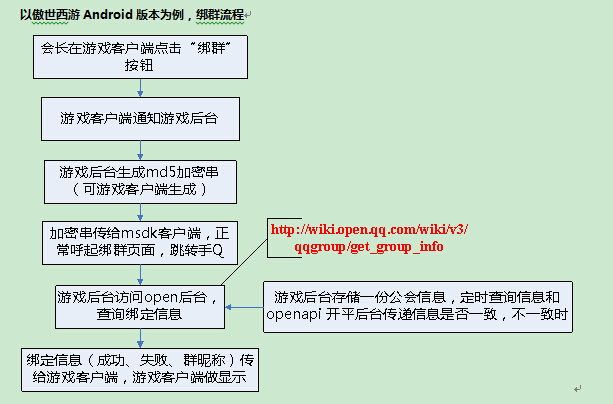 以傲世西游 Android 版本为例，绑群流程
会长在游戏客户端点击“绑群”
按钮
游戏客户端通知游戏后台
游戏后台生成md5加密串
（可游戏客户端生成）
加密串传给msdk客户端，正
常呼起绑群页面，跳转手Q
http://wiki.open.qq.com/wiki/v3/
qqgroup/get_group_info
游戏后台访问open后台，
查询绑定信息
游戏后台存储一份公会信息，定时查询信息和
openapi 开平后台传递信息是否一致，不一致时
绑定信息（成功、失败、群昵称）传
给游戏客户端，游戏客户端做显示